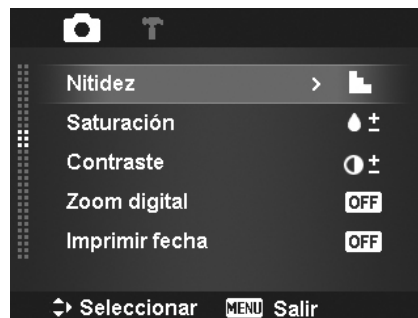 Nitidez
Saturación
Contraste
Zoom digital OFF
Imprimir fecha OFF
Seleccionar MENU Salir